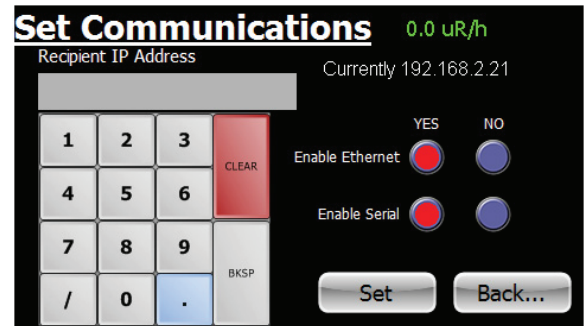 Set Communications
0.0 uR/h
Recipient IP Address
Currently 192.168.2.21
1 2 3 CLEAR
YES NO
Enable Ethernet
4 5 6
Enable Serial
7 8 9 BKSP
/ 0 .
Set Back...